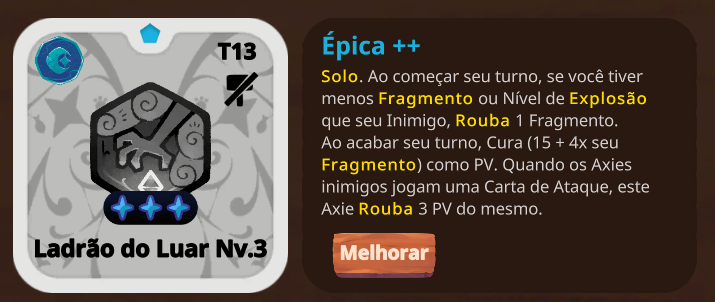 T13
Ladrão do Luar Nv.3
Épica ++
Solo. Ao começar seu turno, se você tiver
menos Fragmento ou Nível de Explosão
que seu Inimigo, Rouba 1 Fragmento.
Ao acabar seu turno, Cura (15 + 4x seu
Fragmento) como PV. Quando os Axies
inimigos jogam uma Carta de Ataque, este
Axie Rouba 3 PV do mesmo.
Melhorar